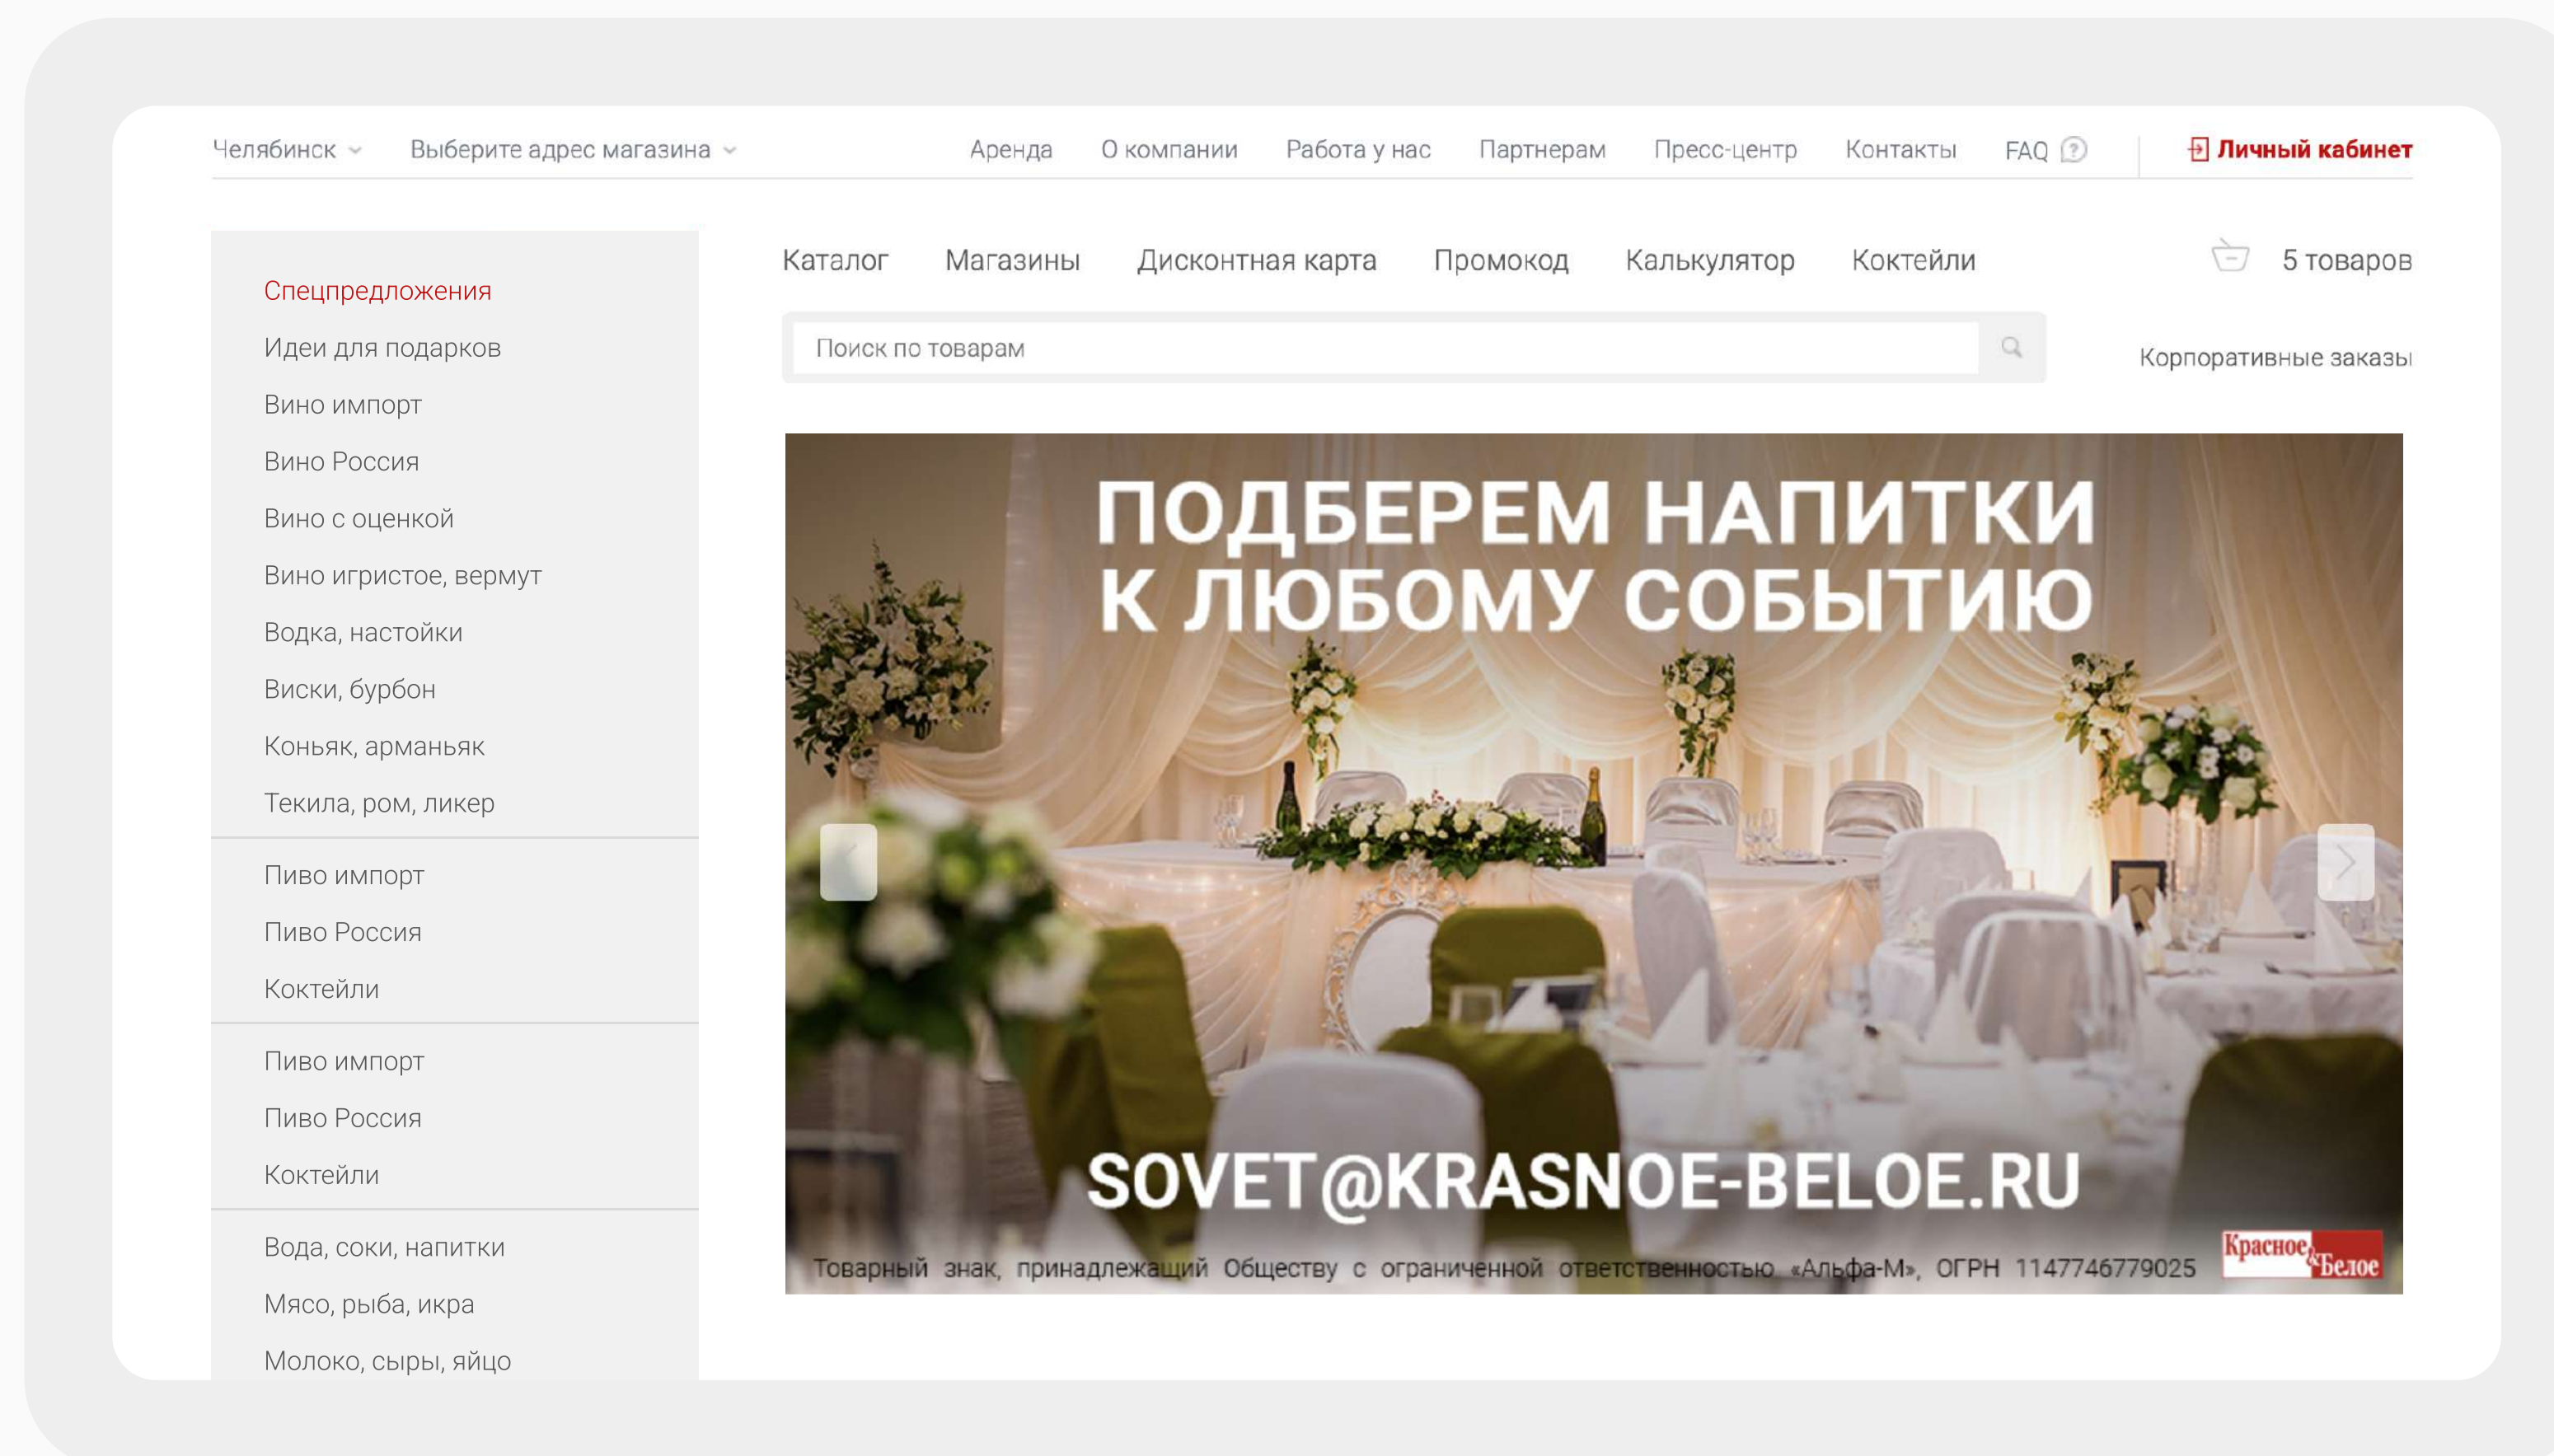 Челябинск Выберите адрес магазина Аренда О компании Работа у нас Партнерам Пресс-центр Контакты FAQ ? Личный кабинет
Каталог Магазины Дисконтная карта Промокод Калькулятор Коктейли 5 товаров
Поиск по товарам
Корпоративные заказы
Спецпредложения
Идеи для подарков
Вино импорт
Вино Россия
Вино с оценкой
Вино игристое, вермут
Водка, настойки
Виски, бурбон
Коньяк, арманьяк
Текила, ром, ликер
Пиво импорт
Пиво Россия
Коктейли
Пиво импорт
Пиво Россия
Коктейли
Вода, соки, напитки
Мясо, рыба, икра
Молоко, сыры, яйцо
ПОДБЕРЕМ НАПИТКИ
К ЛЮБОМУ СОБЫТИЮ
SOVET@KRASNOE-BELOE.RU
Товарный знак, принадлежащий Обществу с ограниченной ответственностью «Альфа-М», ОГРН 1147746779025
Красное & Белое